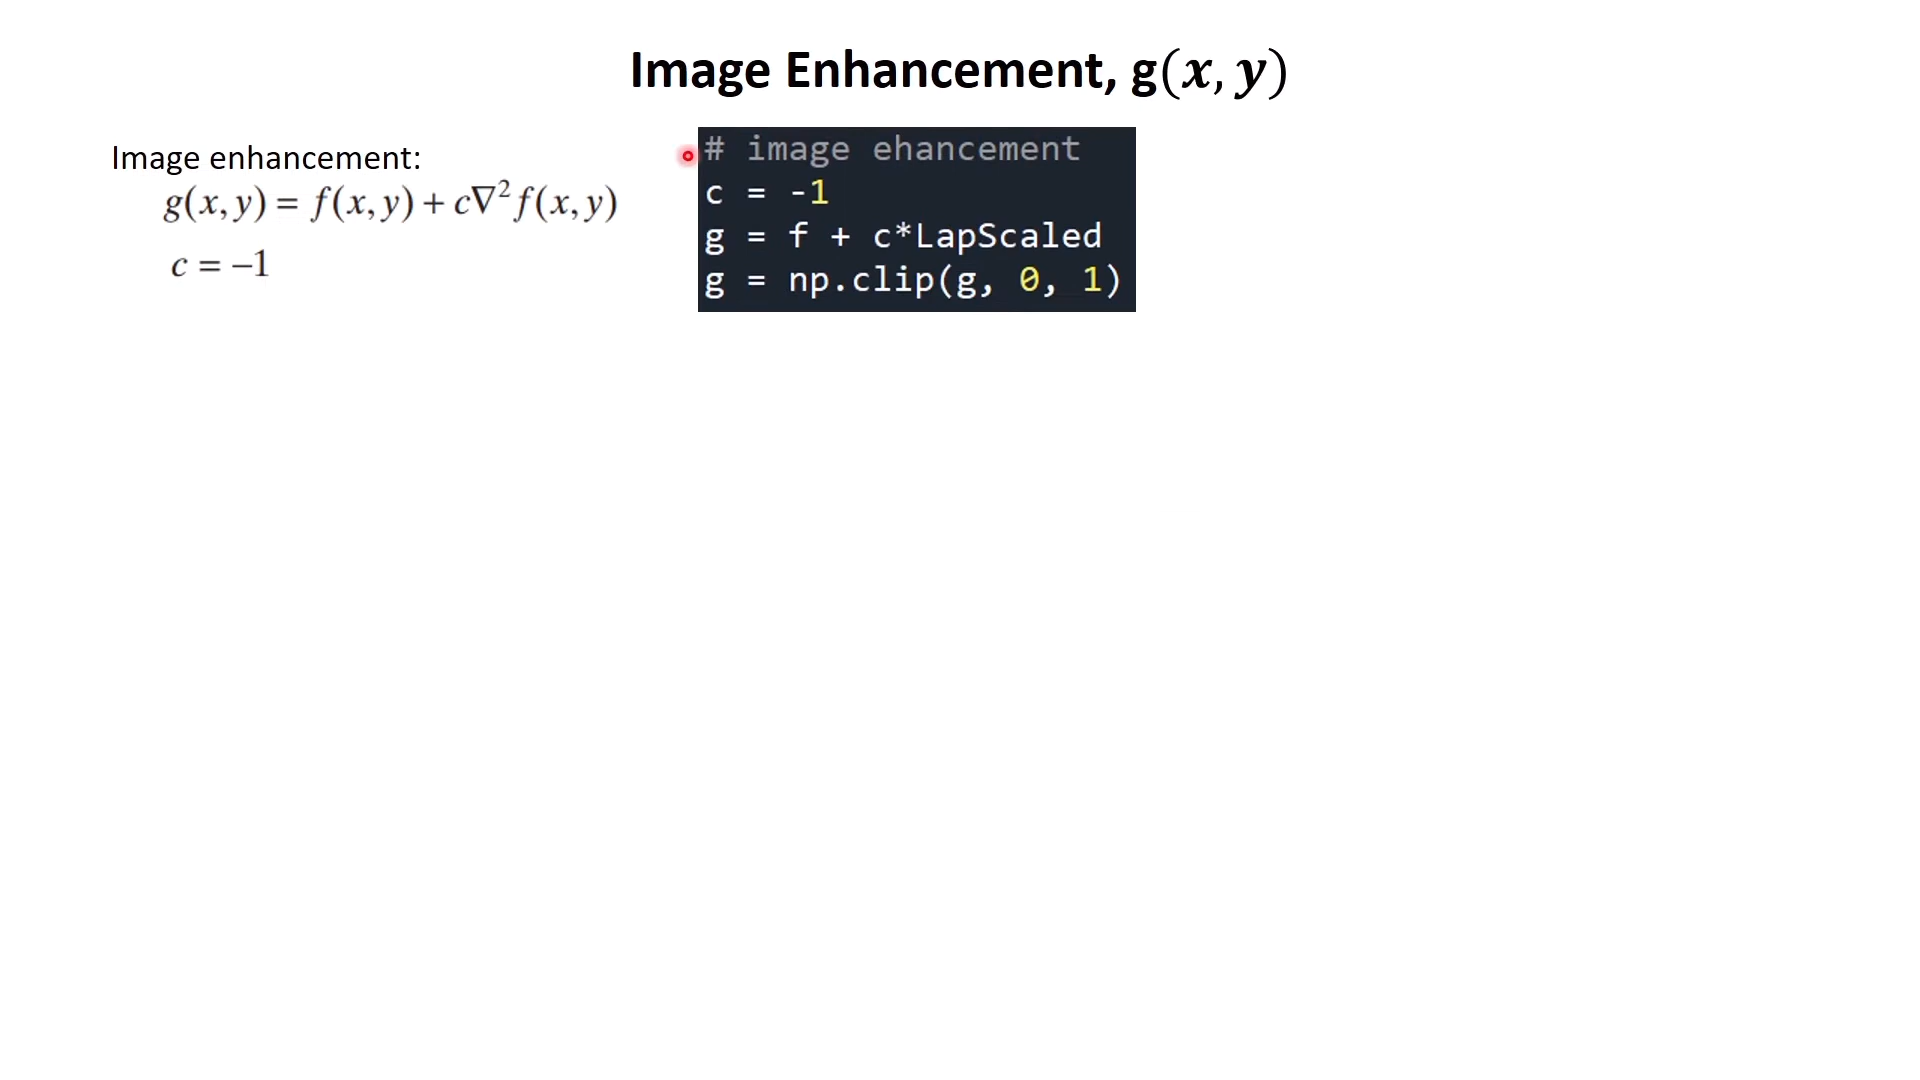 Image Enhancement, g(x, y)
Image enhancement:
g(x, y) = f(x, y) + c∇²f(x, y)
c = −1
# image ehancement
c = -1
g = f + c*LapScaled
g = np.clip(g, 0, 1)